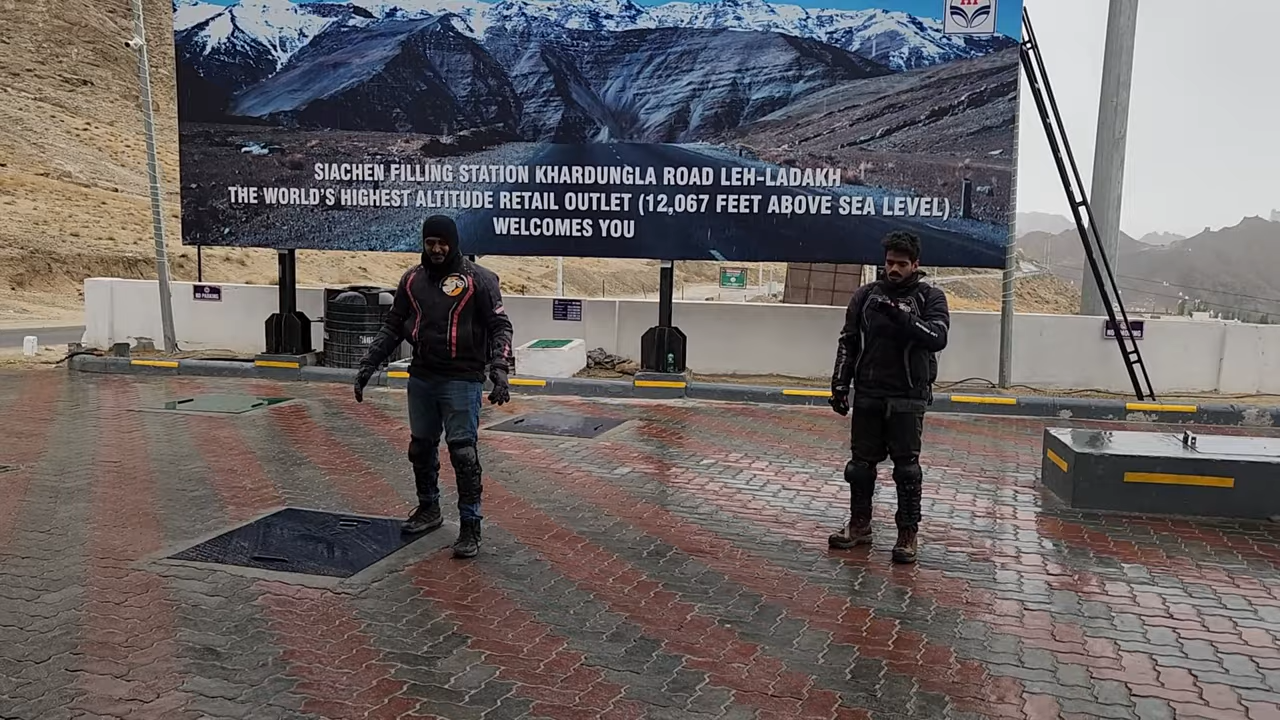 HP
SIACHEN FILLING STATION KHARDUNGLA ROAD LEH-LADAKH
THE WORLD'S HIGHEST ALTITUDE RETAIL OUTLET (12,067 FEET ABOVE SEA LEVEL)
WELCOMES YOU
NO PARKING